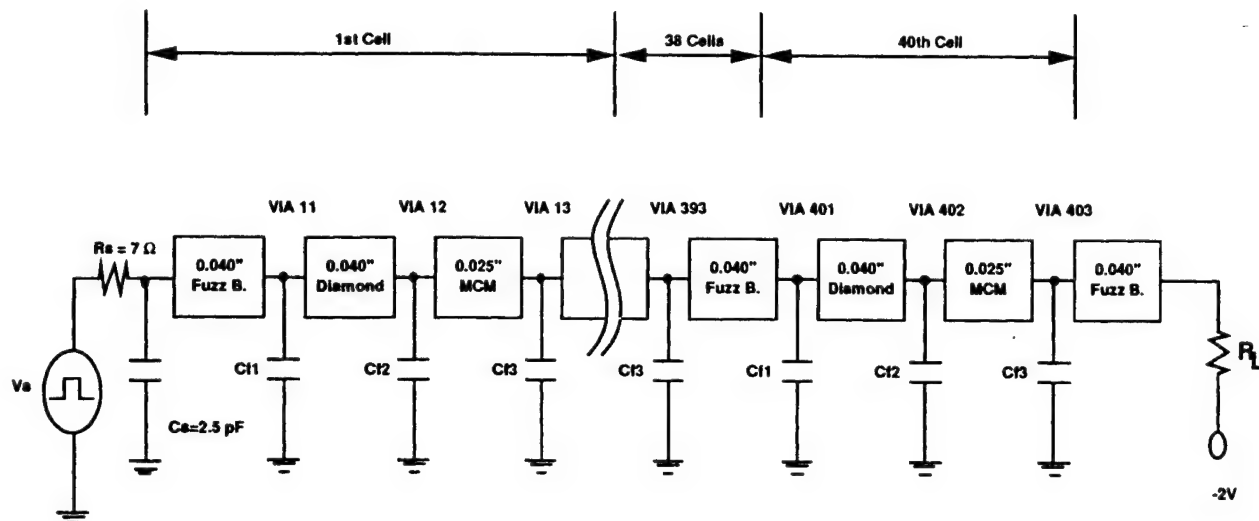 1st Cell
38 Cells
40th Cell
VIA 11
VIA 12
VIA 13
VIA 393
VIA 401
VIA 402
VIA 403
Rs = 7 Ω
0.040"
Fuzz B.
0.040"
Diamond
0.025"
MCM
0.040"
Fuzz B.
0.040"
Diamond
0.025"
MCM
0.040"
Fuzz B.
Vs
Cf1
Cf2
Cf3
Cf3
Cf1
Cf2
Cf3
RL
Cs=2.5 pF
-2V